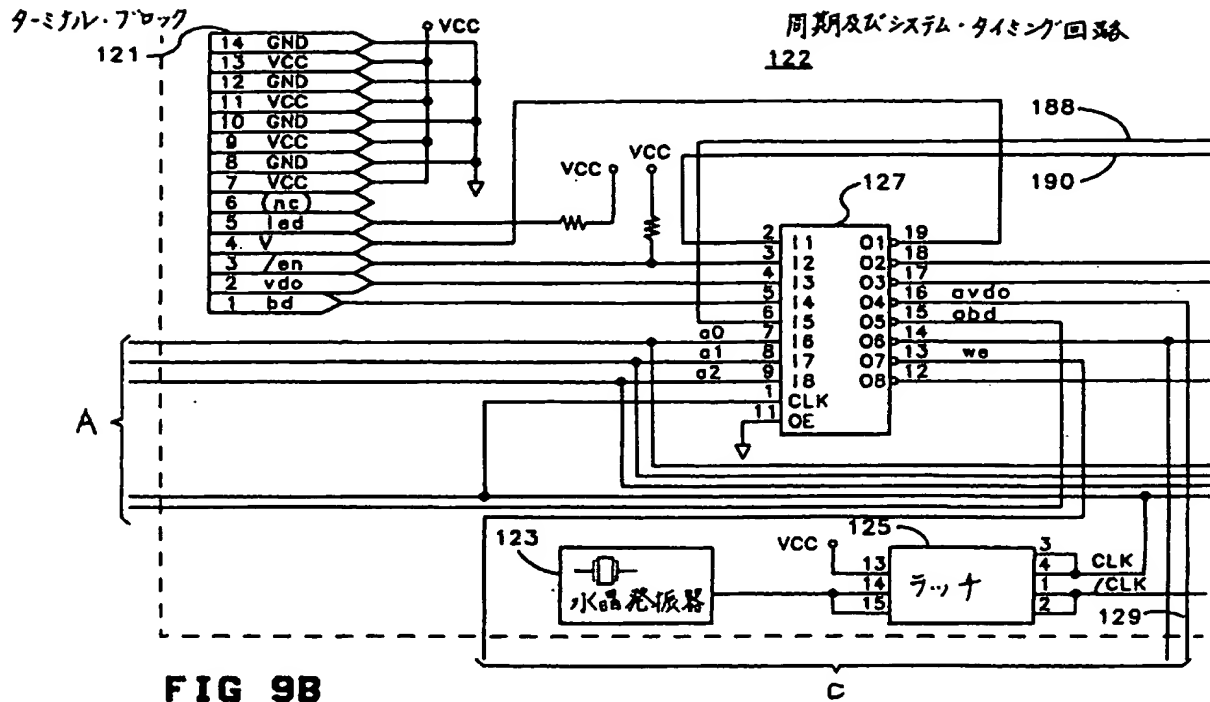 ターミナル・ブロック
121
同期及びシステム・タイミング回路
122
VCC
14 GND
13 VCC
12 GND
11 VCC
10 GND
9 VCC
8 GND
7 VCC
6 (nc)
5 led
4 V
3 /en
2 vdo
1 bd
VCC
VCC
188
190
127
2 I1 O1 19
3 I2 O2 18
4 I3 O3 17
5 I4 O4 16 avdo
6 I5 O5 15 abd
a0 7 I6 O6 14
a1 8 I7 O7 13 we
a2 9 I8 O8 12
1 CLK
11 OE
A
123
水晶発振器
VCC
125
13
14
15
ラッチ
3
4 CLK
1 /CLK
2
129
C
FIG 9B